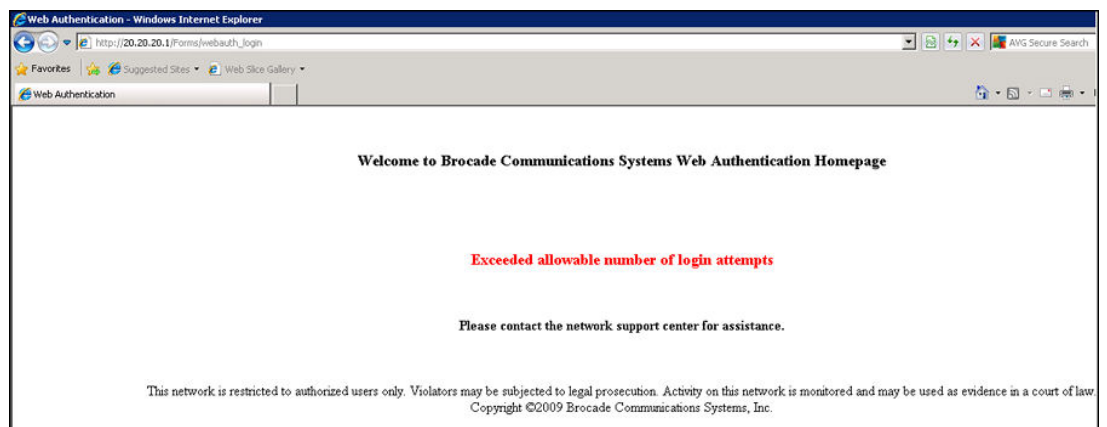 Web Authentication - Windows Internet Explorer
http://20.20.20.1/Forms/webauth_login
AVG Secure Search
Favorites Suggested Sites Web Slice Gallery
Web Authentication
Welcome to Brocade Communications Systems Web Authentication Homepage
Exceeded allowable number of login attempts
Please contact the network support center for assistance.
This network is restricted to authorized users only. Violators may be subjected to legal prosecution. Activity on this network is monitored and may be used as evidence in a court of law.
Copyright ©2009 Brocade Communications Systems, Inc.